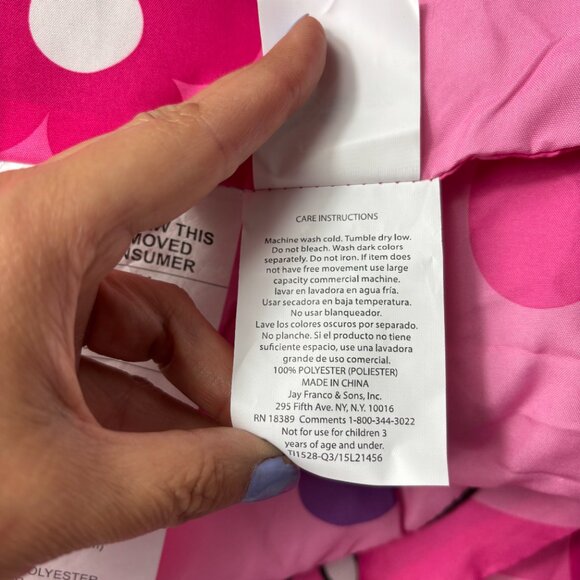 W THIS
MOVED
NSUMER
CARE INSTRUCTIONS
Machine wash cold. Tumble dry low.
Do not bleach. Wash dark colors
separately. Do not iron. If item does
not have free movement use large
capacity commercial machine.
lavar en lavadora en agua fría.
Usar secadora en baja temperatura.
No usar blanqueador.
Lave los colores oscuros por separado.
No planche. Si el producto no tiene
suficiente espacio, use una lavadora
grande de uso comercial.
100% POLYESTER (POLIESTER)
MADE IN CHINA
Jay Franco & Sons, Inc.
295 Fifth Ave. NY, N.Y. 10016
RN 18389 Comments 1-800-344-3022
Not for use for children 3
years of age and under.
TJ1528-Q3/15L21456
OLYESTER